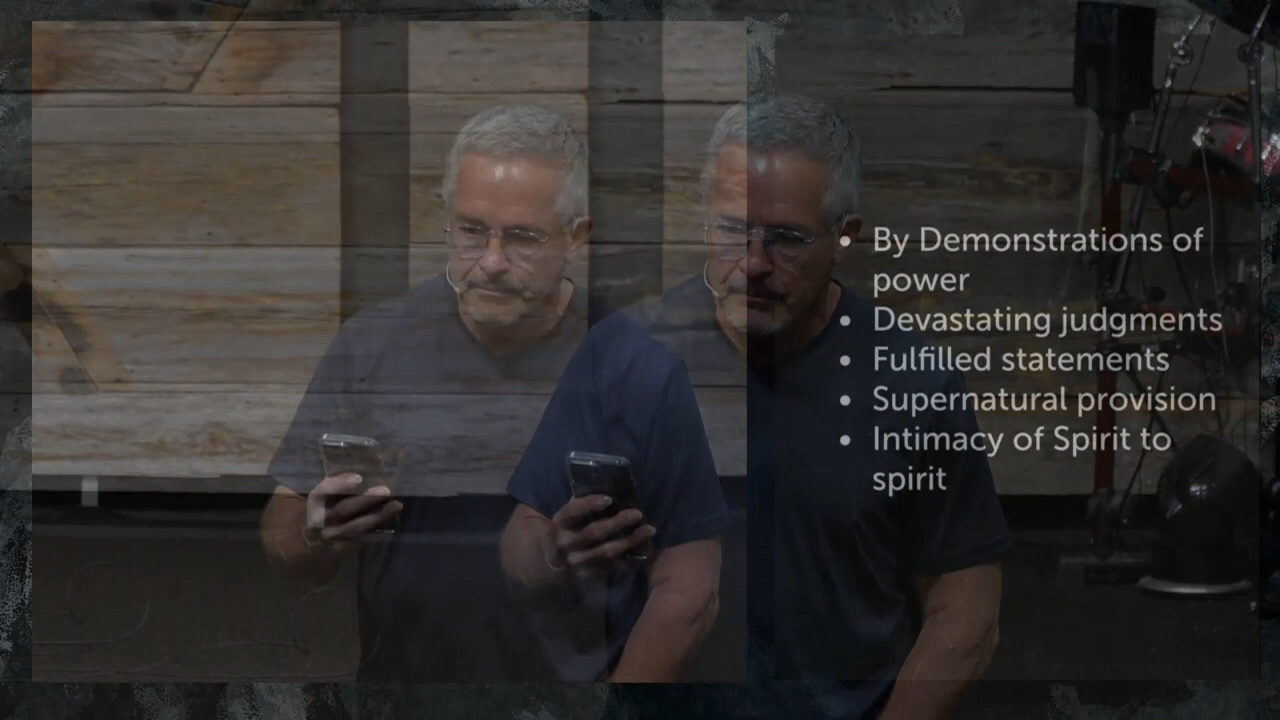 • By Demonstrations of
power
• Devastating judgments
• Fulfilled statements
• Supernatural provision
• Intimacy of Spirit to
spirit